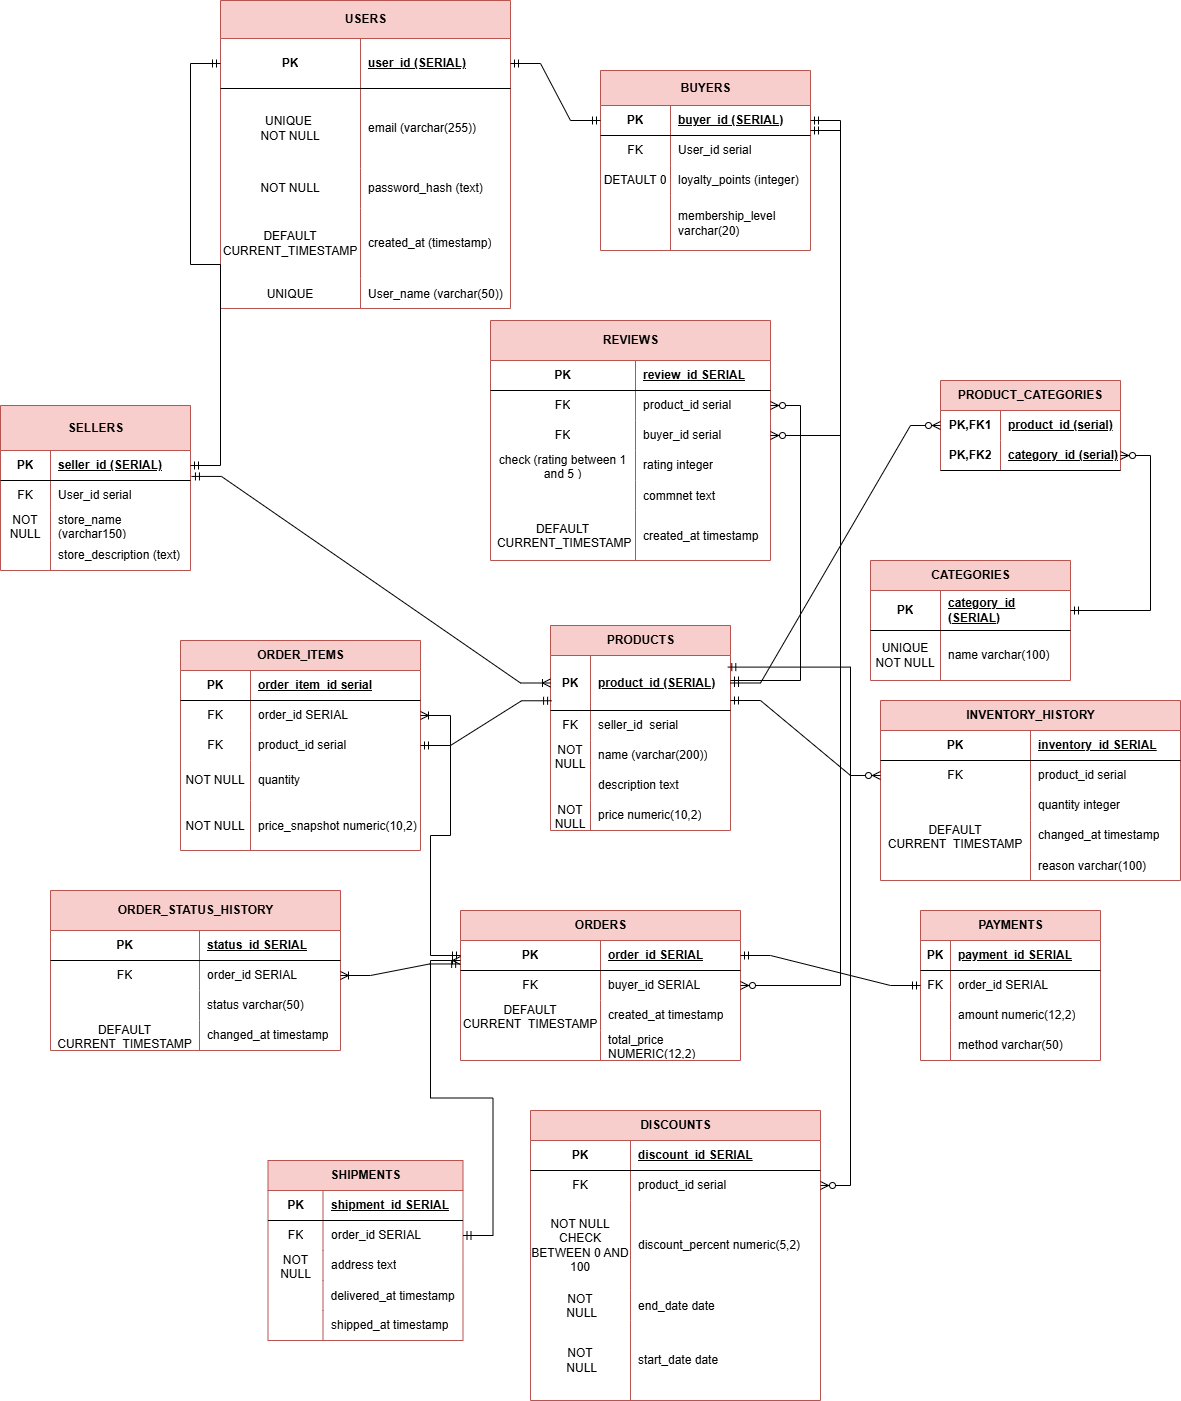 USERS
PK
user_id (SERIAL)
UNIQUE
NOT NULL
email (varchar(255))
NOT NULL
password_hash (text)
DEFAULT
CURRENT_TIMESTAMP
created_at (timestamp)
UNIQUE
User_name (varchar(50))
BUYERS
PK
buyer_id (SERIAL)
FK
User_id serial
DETAULT 0
loyalty_points (integer)
membership_level
varchar(20)
REVIEWS
PK
review_id SERIAL
FK
product_id serial
FK
buyer_id serial
check (rating between 1
and 5 )
rating integer
commnet text
DEFAULT
CURRENT_TIMESTAMP
created_at timestamp
PRODUCT_CATEGORIES
PK,FK1
product_id (serial)
PK,FK2
category_id (serial)
SELLERS
PK
seller_id (SERIAL)
FK
User_id serial
NOT
NULL
store_name
(varchar150)
store_description (text)
CATEGORIES
PK
category_id
(SERIAL)
UNIQUE
NOT NULL
name varchar(100)
ORDER_ITEMS
PK
order_item_id serial
FK
order_id SERIAL
FK
product_id serial
NOT NULL
quantity
NOT NULL
price_snapshot numeric(10,2)
PRODUCTS
PK
product_id (SERIAL)
FK
seller_id  serial
NOT
NULL
name (varchar(200))
description text
NOT
NULL
price numeric(10,2)
INVENTORY_HISTORY
PK
inventory_id SERIAL
FK
product_id serial
quantity integer
DEFAULT
CURRENT_TIMESTAMP
changed_at timestamp
reason varchar(100)
ORDER_STATUS_HISTORY
PK
status_id SERIAL
FK
order_id SERIAL
status varchar(50)
DEFAULT
CURRENT_TIMESTAMP
changed_at timestamp
ORDERS
PK
order_id SERIAL
FK
buyer_id SERIAL
DEFAULT
CURRENT_TIMESTAMP
created_at timestamp
total_price
NUMERIC(12,2)
PAYMENTS
PK
payment_id SERIAL
FK
order_id SERIAL
amount numeric(12,2)
method varchar(50)
SHIPMENTS
PK
shipment_id SERIAL
FK
order_id SERIAL
NOT
NULL
address text
delivered_at timestamp
shipped_at timestamp
DISCOUNTS
PK
discount_id SERIAL
FK
product_id serial
NOT NULL
CHECK
BETWEEN 0 AND
100
discount_percent numeric(5,2)
NOT
NULL
end_date date
NOT
NULL
start_date date